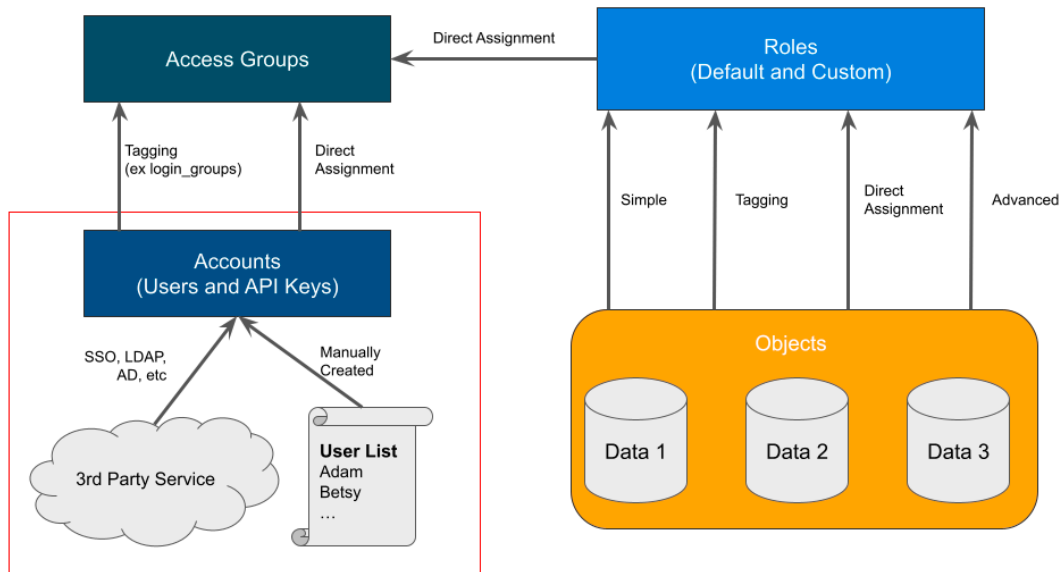 Access Groups
Direct Assignment
Roles
(Default and Custom)
Tagging
(ex login_groups)
Direct
Assignment
Simple
Tagging
Direct
Assignment
Advanced
Accounts
(Users and API Keys)
SSO, LDAP,
AD, etc
Manually
Created
3rd Party Service
User List
Adam
Betsy
…
Objects
Data 1
Data 2
Data 3